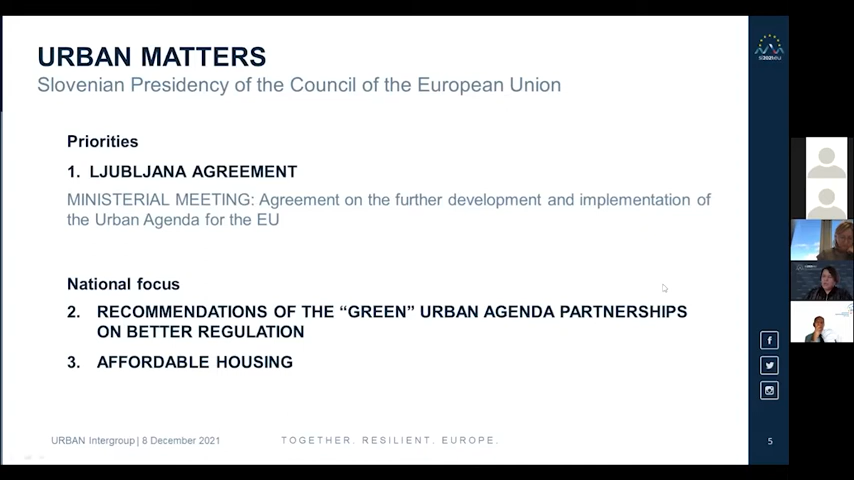 URBAN MATTERS
Slovenian Presidency of the Council of the European Union
Priorities
1. LJUBLJANA AGREEMENT
MINISTERIAL MEETING: Agreement on the further development and implementation of
the Urban Agenda for the EU
National focus
2. RECOMMENDATIONS OF THE “GREEN” URBAN AGENDA PARTNERSHIPS
ON BETTER REGULATION
3. AFFORDABLE HOUSING
URBAN Intergroup | 8 December 2021
TOGETHER. RESILIENT. EUROPE.
5